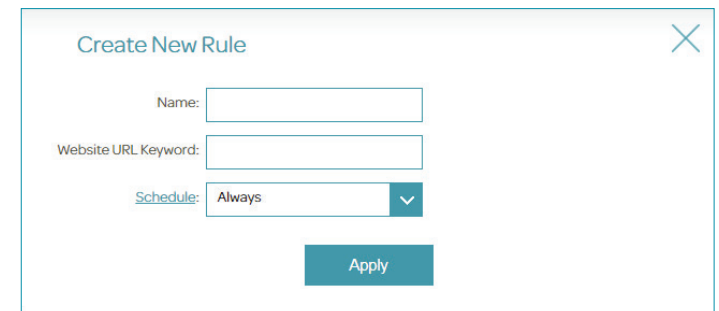 Create New Rule
Name:
Website URL Keyword:
Schedule: Always
Apply